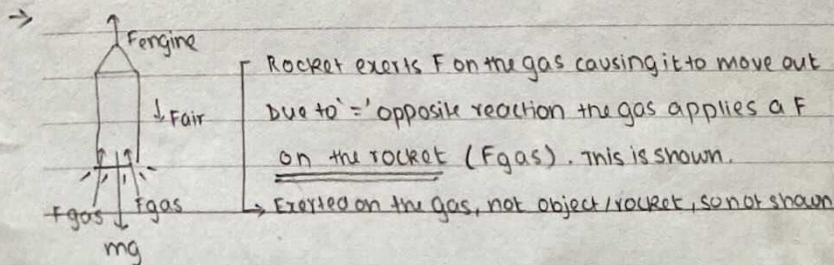 →
Fengine
Rocket exerts F on the gas causing it to move out
↓ Fair
Due to '=' opposite reaction the gas applies a F
on the rocket (Fgas). This is shown.
Fgas Fgas
↳ Exerted on the gas, not object/rocket, so not shown
mg